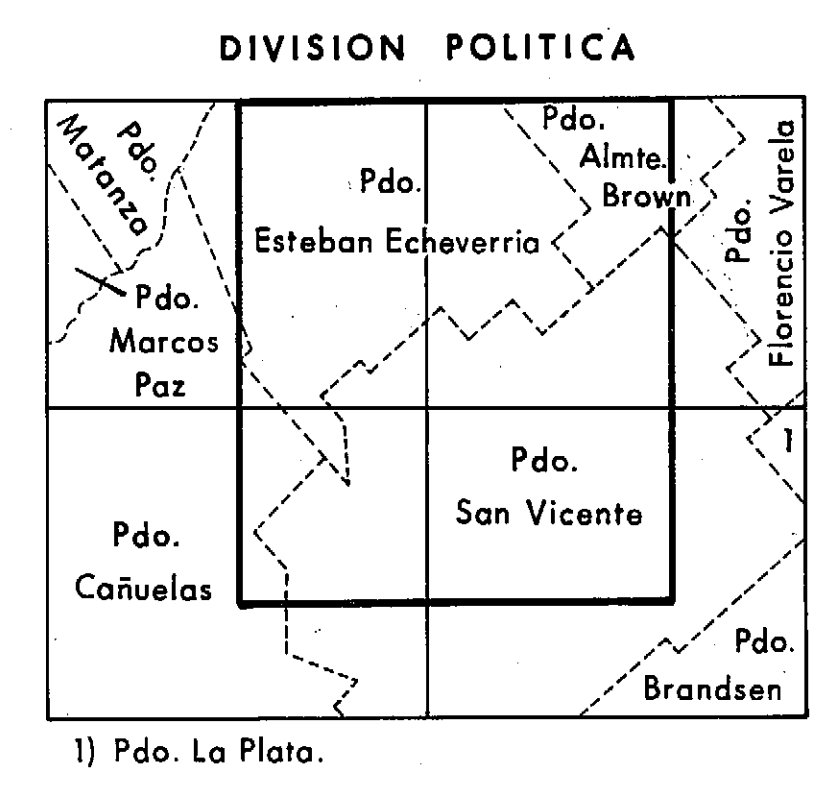 DIVISION POLITICA
Pdo.
Matanza
Pdo.
Marcos
Paz
Pdo.
Esteban Echeverria
Pdo.
Almte.
Brown
Pdo.
Florencio Varela
1
Pdo.
San Vicente
Pdo.
Cañuelas
Pdo.
Brandsen
1) Pdo. La Plata.